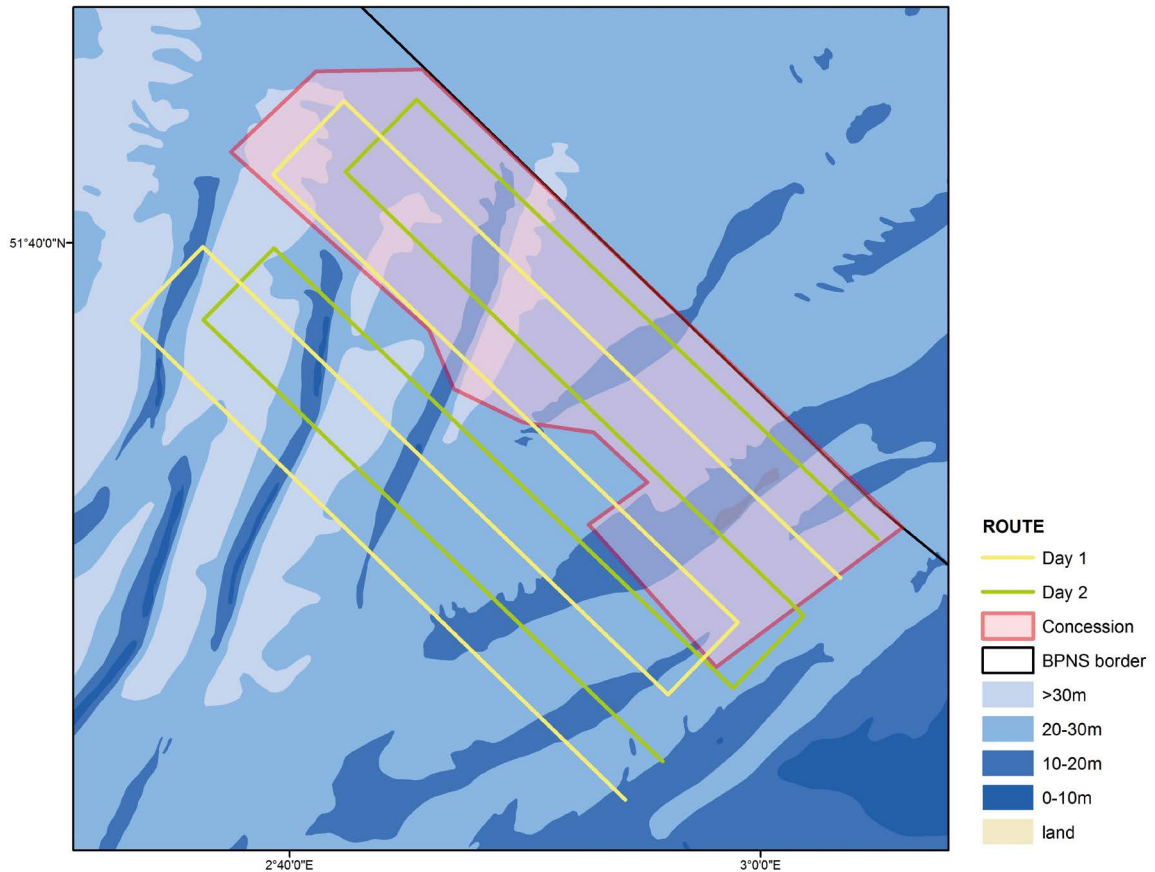 51°40'0"N
2°40'0"E
3°0'0"E
ROUTE
Day 1
Day 2
Concession
BPNS border
>30m
20-30m
10-20m
0-10m
land